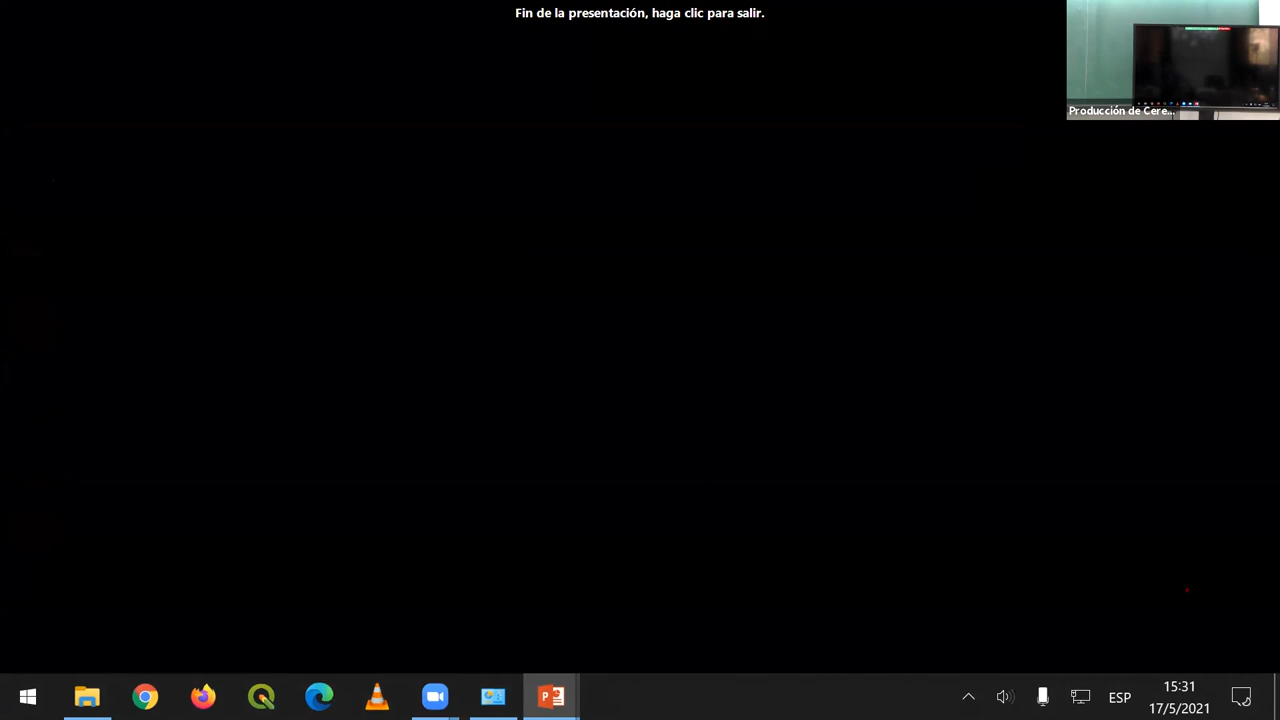 Fin de la presentación, haga clic para salir.
Producción de Cere...
ESP
15:31
17/5/2021